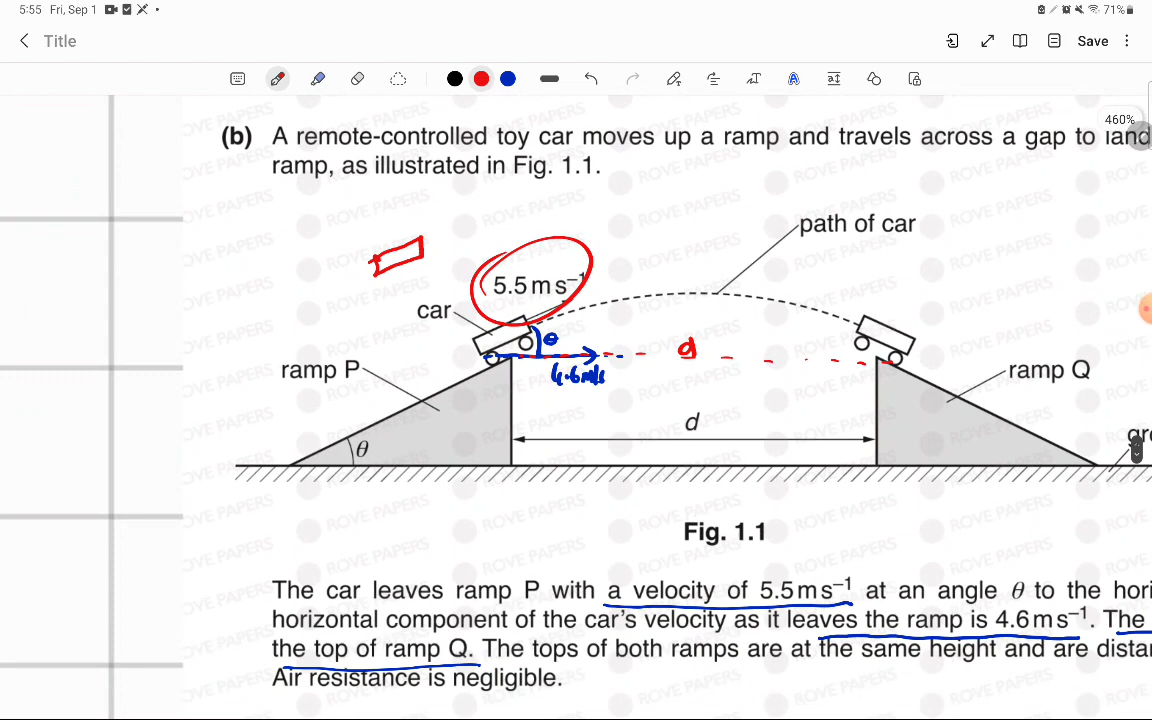 5:55 Fri, Sep 1
71%
Title
Save
460%
(b) A remote-controlled toy car moves up a ramp and travels across a gap to land
ramp, as illustrated in Fig. 1.1.
path of car
5.5 m s⁻¹
car
θ
d
4.6 m/s
ramp P
ramp Q
d
θ
gr
Fig. 1.1
The car leaves ramp P with a velocity of 5.5 m s⁻¹ at an angle θ to the hori
horizontal component of the car's velocity as it leaves the ramp is 4.6 m s⁻¹. The
the top of ramp Q. The tops of both ramps are at the same height and are dista
Air resistance is negligible.
ROVE PAPERS